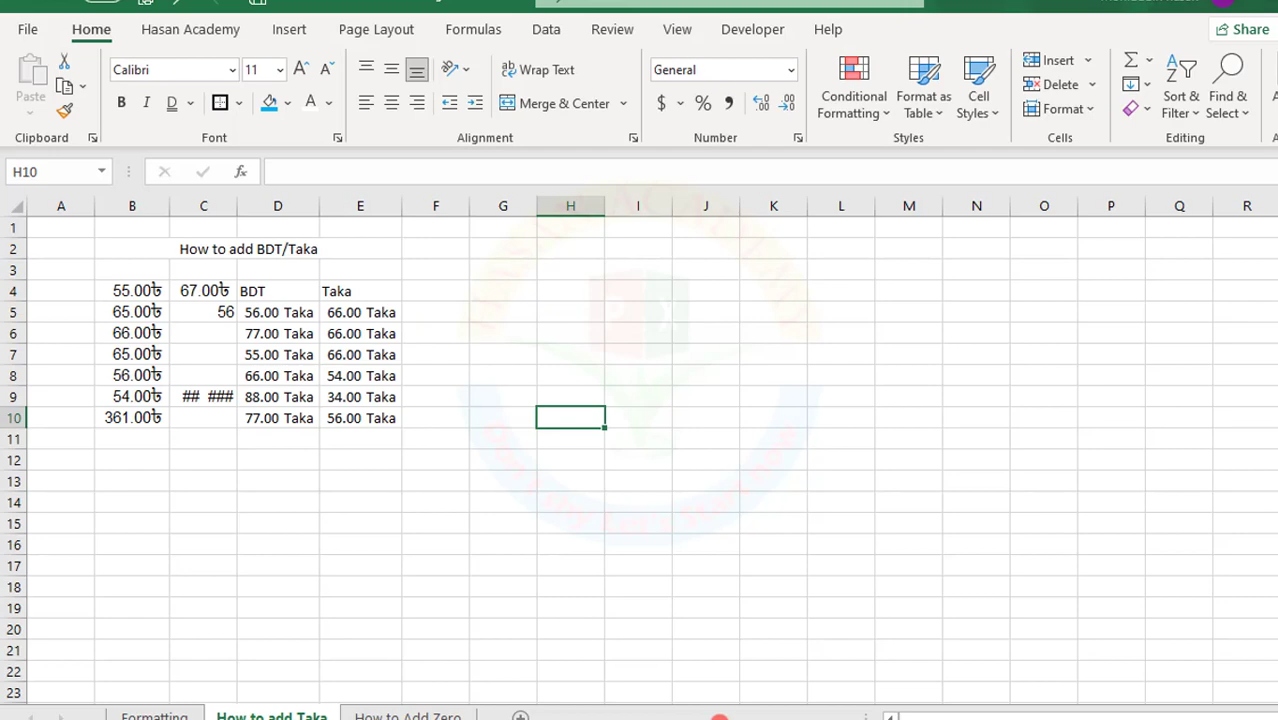 File Home Hasan Academy Insert Page Layout Formulas Data Review View Developer Help Share
Paste Calibri 11 Wrap Text General Conditional Formatting Format as Table Cell Styles Insert Sort & Filter Find & Select
B I D Merge & Center $ % Delete
Format
Clipboard Font Alignment Number Styles Cells Editing
H10 fx
A B C D E F G H I J K L M N O P Q R
1
2 How to add BDT/Taka
3
4 55.00৳ 67.00৳ BDT Taka
5 65.00৳ 56 56.00 Taka 66.00 Taka
6 66.00৳ 77.00 Taka 66.00 Taka
7 65.00৳ 55.00 Taka 66.00 Taka
8 56.00৳ 66.00 Taka 54.00 Taka
9 54.00৳ ## ### 88.00 Taka 34.00 Taka
10 361.00৳ 77.00 Taka 56.00 Taka
11
12
13
14
15
16
17
18
19
20
21
22
23
Formatting How to add Taka How to Add Zero